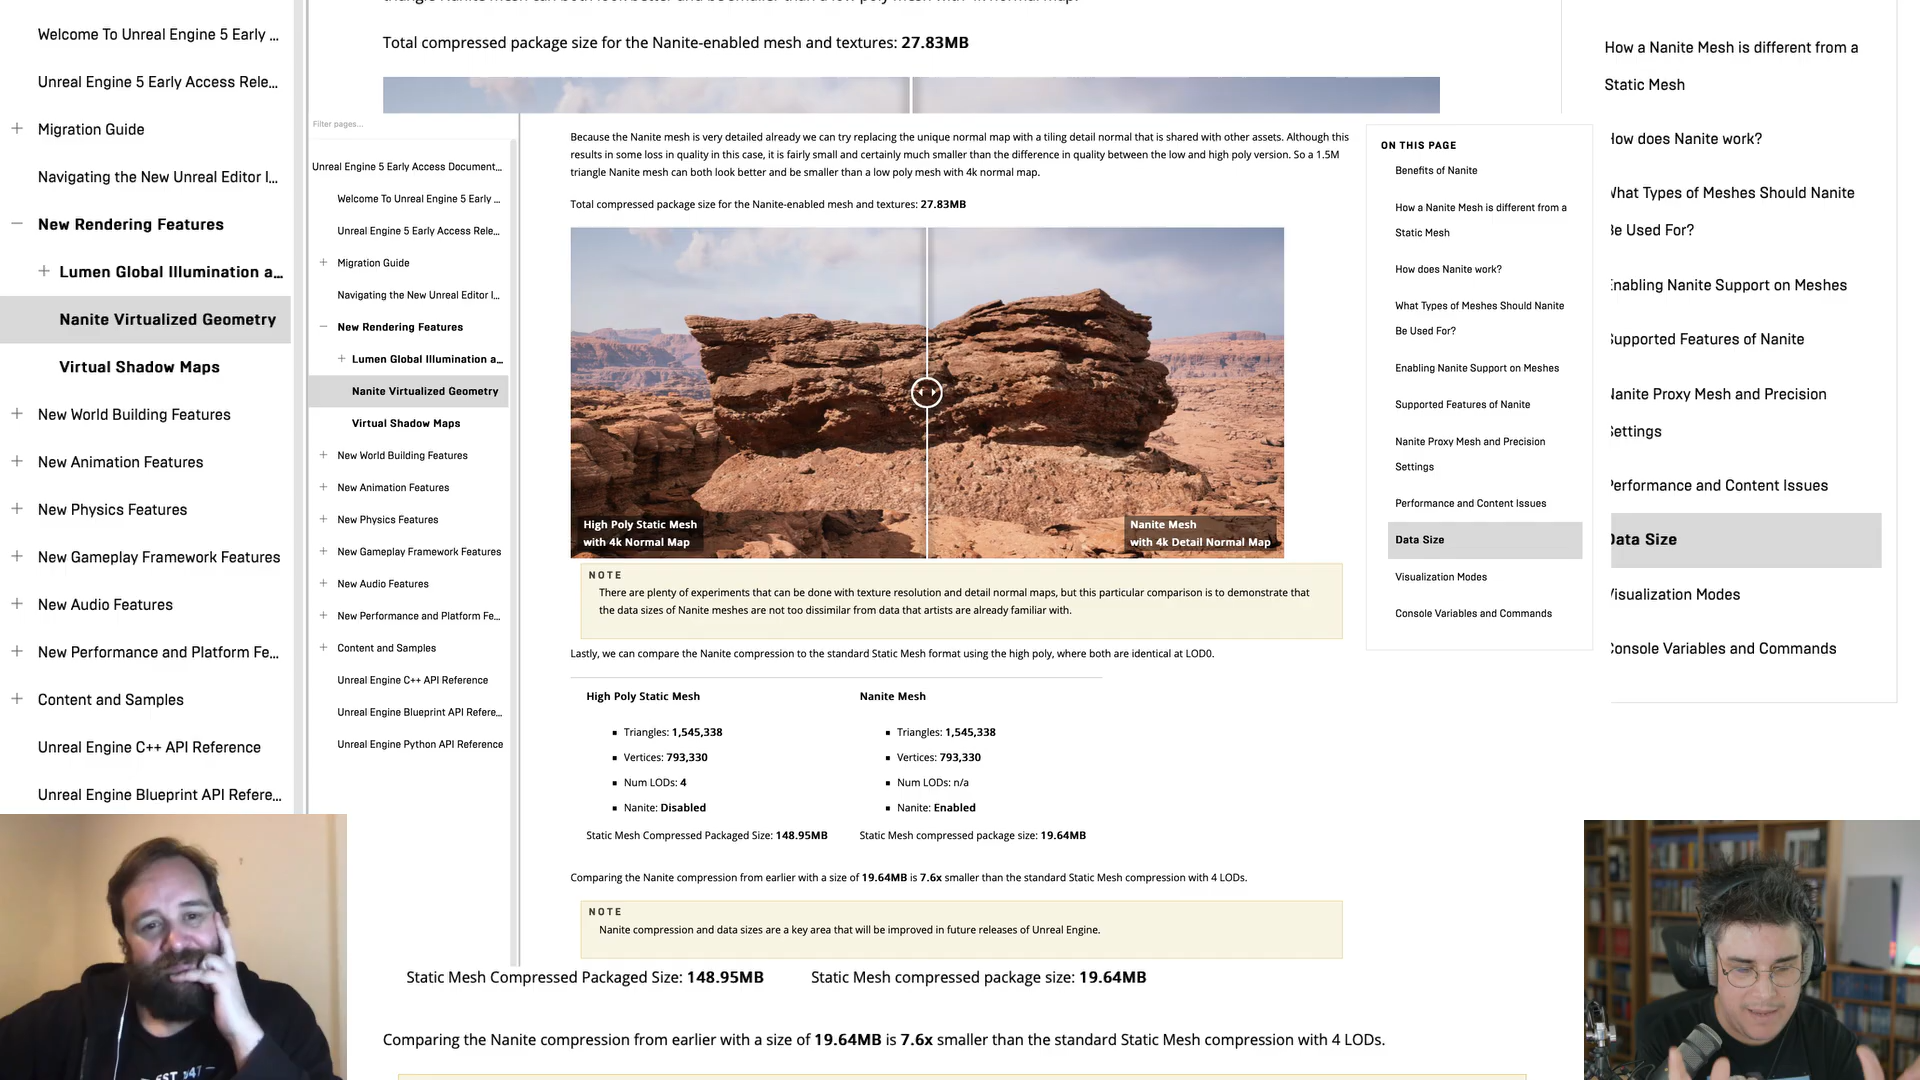 triangle Nanite mesh can both look better and be smaller than a low poly mesh with 4k normal map.
Total compressed package size for the Nanite-enabled mesh and textures: 27.83MB
Welcome To Unreal Engine 5 Early ...
Unreal Engine 5 Early Access Rele...
Migration Guide
Navigating the New Unreal Editor I...
New Rendering Features
Lumen Global Illumination a...
Nanite Virtualized Geometry
Virtual Shadow Maps
New World Building Features
New Animation Features
New Physics Features
New Gameplay Framework Features
New Audio Features
New Performance and Platform Fe...
Content and Samples
Unreal Engine C++ API Reference
Unreal Engine Blueprint API Refere...
Filter pages...
Unreal Engine 5 Early Access Document...
Welcome To Unreal Engine 5 Early ...
Unreal Engine 5 Early Access Rele...
Migration Guide
Navigating the New Unreal Editor I...
New Rendering Features
Lumen Global Illumination a...
Nanite Virtualized Geometry
Virtual Shadow Maps
New World Building Features
New Animation Features
New Physics Features
New Gameplay Framework Features
New Audio Features
New Performance and Platform Fe...
Content and Samples
Unreal Engine C++ API Reference
Unreal Engine Blueprint API Refere...
Unreal Engine Python API Reference
Because the Nanite mesh is very detailed already we can try replacing the unique normal map with a tiling detail normal that is shared with other assets. Although this
results in some loss in quality in this case, it is fairly small and certainly much smaller than the difference in quality between the low and high poly version. So a 1.5M
triangle Nanite mesh can both look better and be smaller than a low poly mesh with 4k normal map.
Total compressed package size for the Nanite-enabled mesh and textures: 27.83MB
High Poly Static Mesh
with 4k Normal Map
Nanite Mesh
with 4k Detail Normal Map
NOTE
There are plenty of experiments that can be done with texture resolution and detail normal maps, but this particular comparison is to demonstrate that
the data sizes of Nanite meshes are not too dissimilar from data that artists are already familiar with.
Lastly, we can compare the Nanite compression to the standard Static Mesh format using the high poly, where both are identical at LOD0.
High Poly Static Mesh
Triangles: 1,545,338
Vertices: 793,330
Num LODs: 4
Nanite: Disabled
Static Mesh Compressed Packaged Size: 148.95MB
Nanite Mesh
Triangles: 1,545,338
Vertices: 793,330
Num LODs: n/a
Nanite: Enabled
Static Mesh compressed package size: 19.64MB
Comparing the Nanite compression from earlier with a size of 19.64MB is 7.6x smaller than the standard Static Mesh compression with 4 LODs.
NOTE
Nanite compression and data sizes are a key area that will be improved in future releases of Unreal Engine.
Static Mesh Compressed Packaged Size: 148.95MB
Static Mesh compressed package size: 19.64MB
Comparing the Nanite compression from earlier with a size of 19.64MB is 7.6x smaller than the standard Static Mesh compression with 4 LODs.
ON THIS PAGE
Benefits of Nanite
How a Nanite Mesh is different from a
Static Mesh
How does Nanite work?
What Types of Meshes Should Nanite
Be Used For?
Enabling Nanite Support on Meshes
Supported Features of Nanite
Nanite Proxy Mesh and Precision
Settings
Performance and Content Issues
Data Size
Visualization Modes
Console Variables and Commands
How a Nanite Mesh is different from a
Static Mesh
How does Nanite work?
What Types of Meshes Should Nanite
Be Used For?
Enabling Nanite Support on Meshes
Supported Features of Nanite
Nanite Proxy Mesh and Precision
Settings
Performance and Content Issues
Data Size
Visualization Modes
Console Variables and Commands